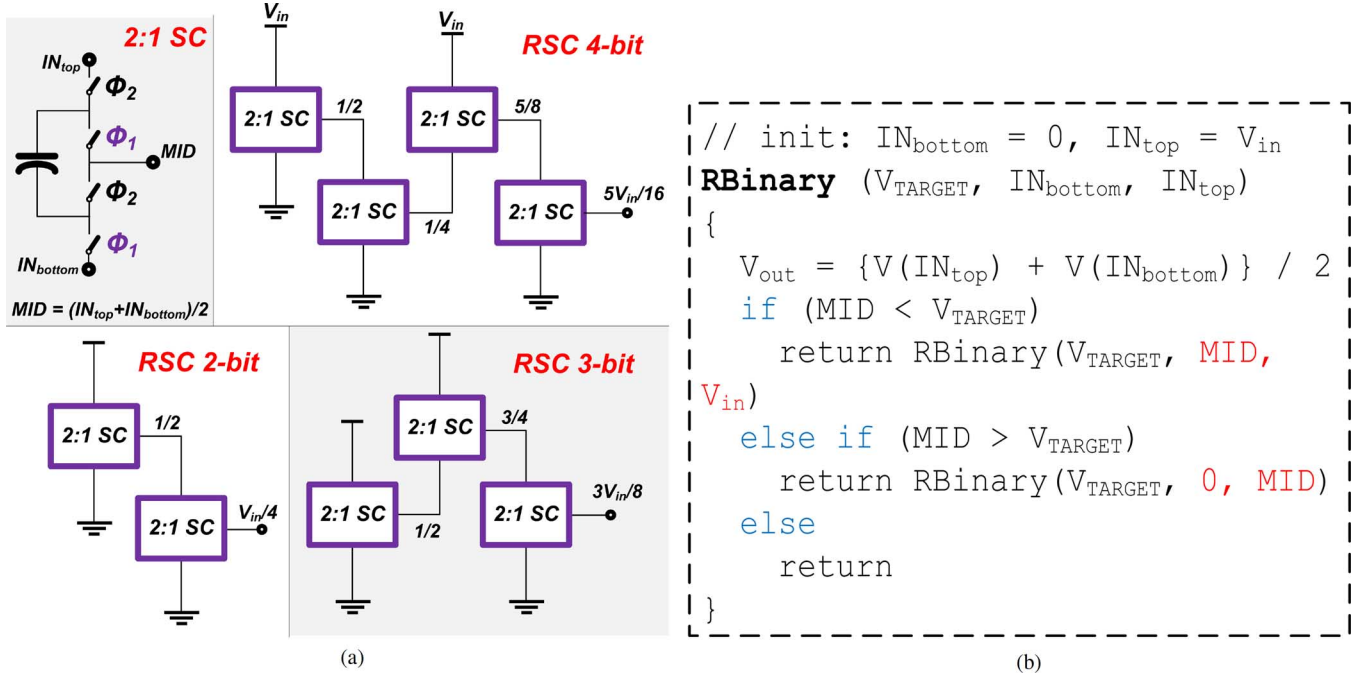 2:1 SC
IN_top
Φ2
Φ1
MID
Φ2
Φ1
IN_bottom
MID = (IN_top+IN_bottom)/2
V_in
V_in
RSC 4-bit
2:1 SC
1/2
2:1 SC
5/8
2:1 SC
1/4
2:1 SC
5V_in/16
RSC 2-bit
2:1 SC
1/2
2:1 SC
V_in/4
RSC 3-bit
2:1 SC
3/4
2:1 SC
1/2
2:1 SC
3V_in/8
(a)
// init: IN_bottom = 0, IN_top = V_in
RBinary (V_TARGET, IN_bottom, IN_top)
{
V_out = {V(IN_top) + V(IN_bottom)} / 2
if (MID < V_TARGET)
return RBinary(V_TARGET, MID,
V_in)
else if (MID > V_TARGET)
return RBinary(V_TARGET, 0, MID)
else
return
}
(b)